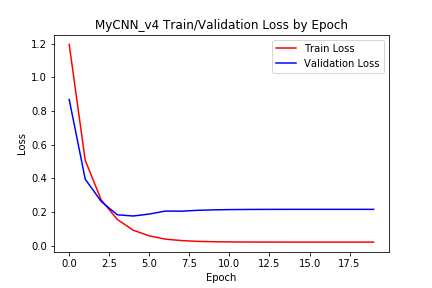 MyCNN_v4 Train/Validation Loss by Epoch
Train Loss
Validation Loss
1.2
1.0
0.8
0.6
0.4
0.2
0.0
Loss
0.0 2.5 5.0 7.5 10.0 12.5 15.0 17.5
Epoch